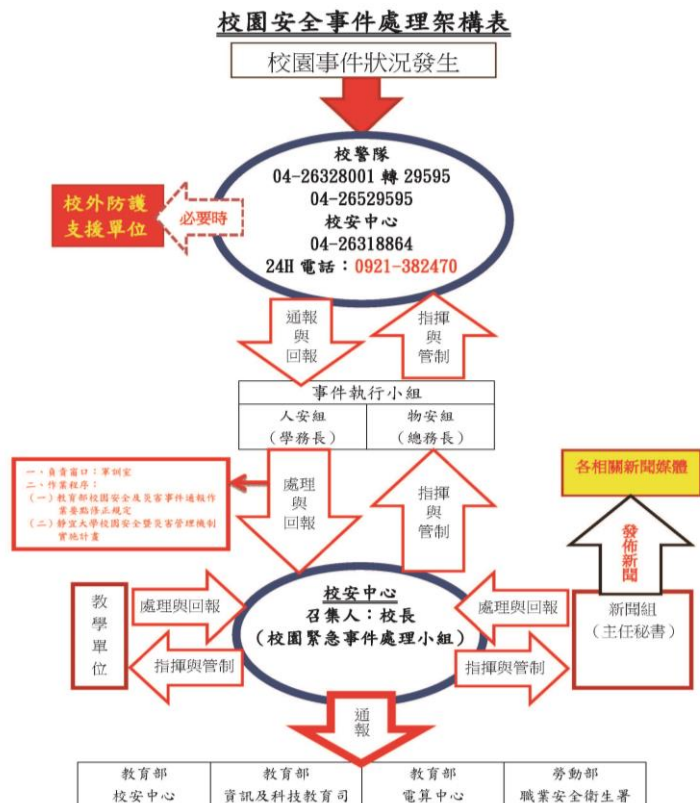 校園安全事件處理架構表
校園事件狀況發生
校警隊
04-26328001 轉 29595
04-26529595
校安中心
04-26318864
24H 電話：0921-382470
必要時
校外防護
支援單位
通報
與
回報
指揮
與
管制
事件執行小組
人安組
（學務長）
物安組
（總務長）
一、負責窗口：軍訓室
二、作業程序：
（一）教育部校園安全及災害事件通報作
業要點修正規定
（二）靜宜大學校園安全暨災害管理機制
實施計畫
處理
與
回報
指揮
與
管制
各相關新聞媒體
發佈新聞
教
學
單
位
處理與回報
指揮與管制
校安中心
召集人：校長
（校園緊急事件處理小組）
處理與回報
指揮與管制
新聞組
（主任秘書）
通
報
教育部
校安中心
教育部
資訊及科技教育司
教育部
電算中心
勞動部
職業安全衛生署